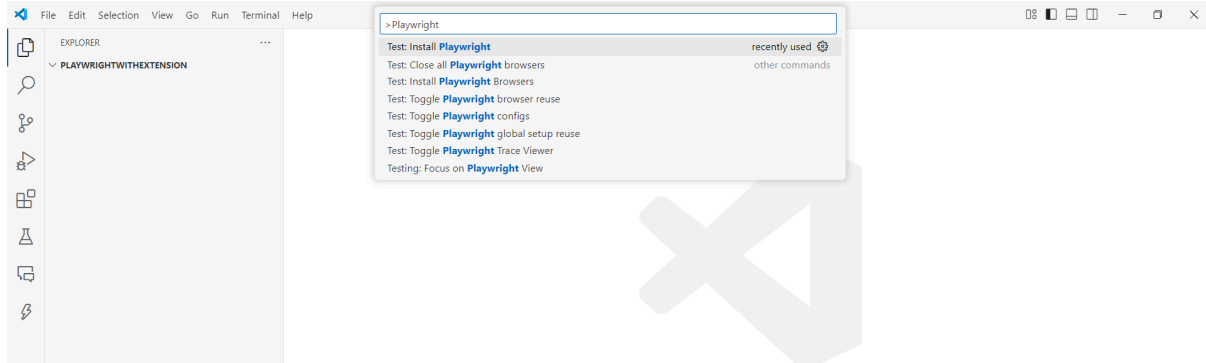 File Edit Selection View Go Run Terminal Help
>Playwright
EXPLORER
PLAYWRIGHTWITHEXTENSION
Test: Install Playwright recently used
Test: Close all Playwright browsers other commands
Test: Install Playwright Browsers
Test: Toggle Playwright browser reuse
Test: Toggle Playwright configs
Test: Toggle Playwright global setup reuse
Test: Toggle Playwright Trace Viewer
Testing: Focus on Playwright View